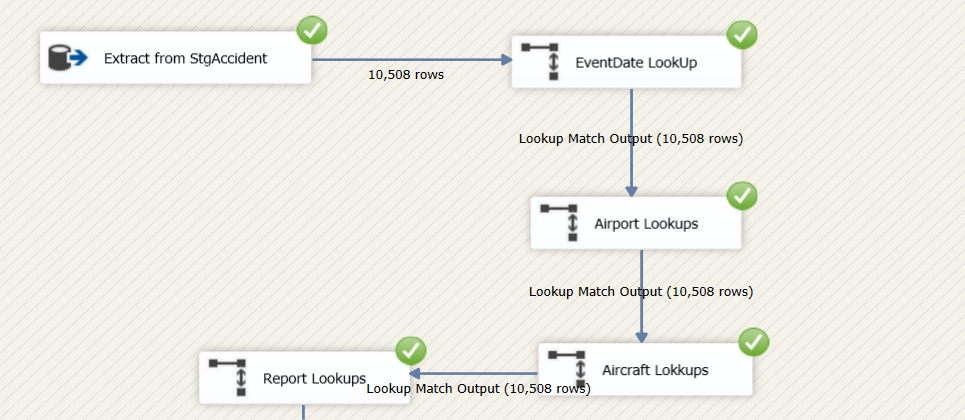 Extract from StgAccident
10,508 rows
EventDate LookUp
Lookup Match Output (10,508 rows)
Airport Lookups
Lookup Match Output (10,508 rows)
Aircraft Lokkups
Lookup Match Output (10,508 rows)
Report Lookups